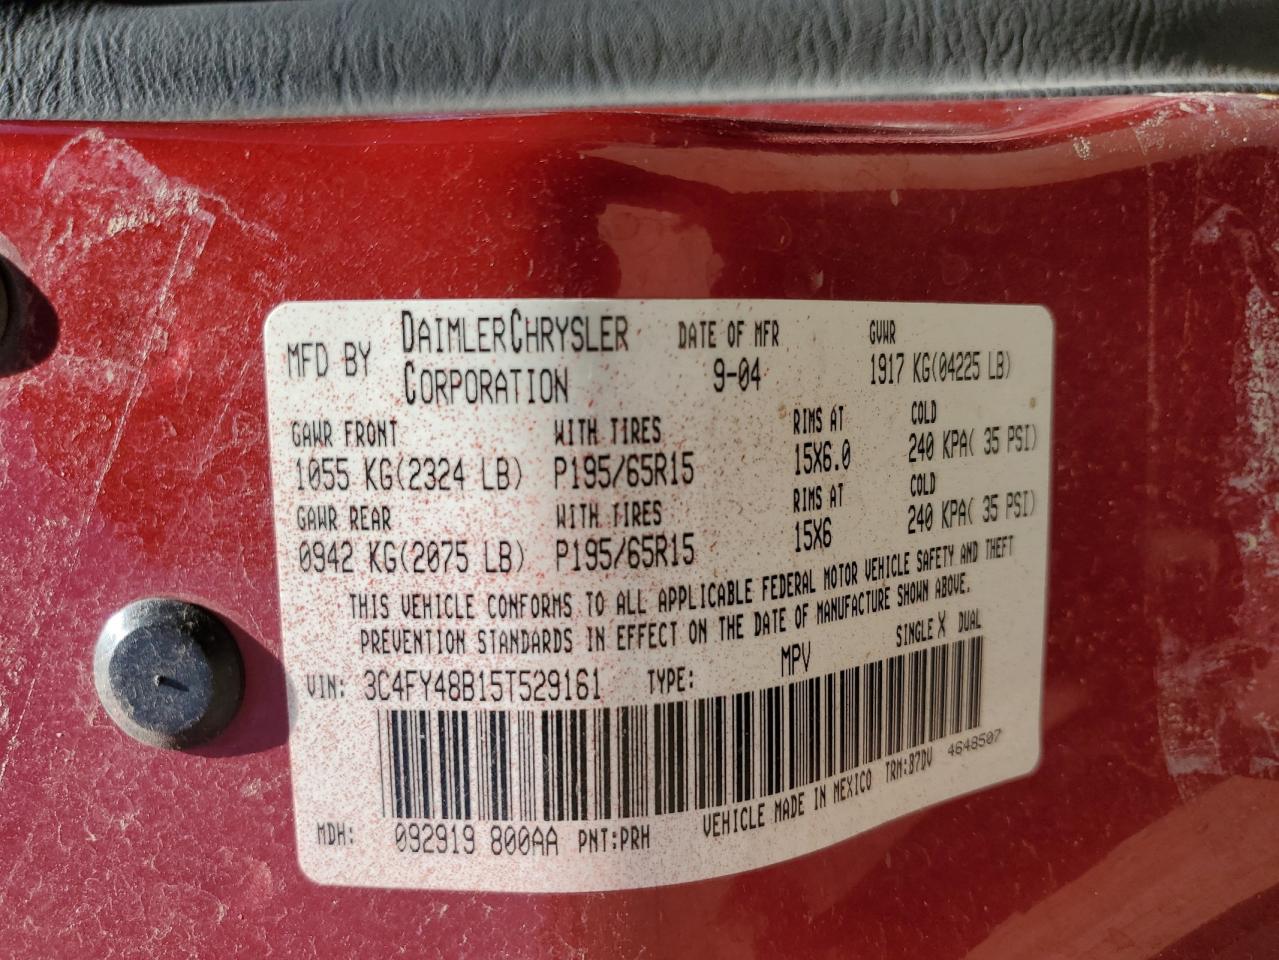 MFD BY DAIMLERCHRYSLER CORPORATION
DATE OF MFR 9-04
GVWR 1917 KG(04225 LB)
GAWR FRONT WITH TIRES RIMS AT COLD
1055 KG(2324 LB) P195/65R15 15X6.0 240 KPA( 35 PSI)
GAWR REAR WITH TIRES RIMS AT COLD
0942 KG(2075 LB) P195/65R15 15X6 240 KPA( 35 PSI)
THIS VEHICLE CONFORMS TO ALL APPLICABLE FEDERAL MOTOR VEHICLE SAFETY AND THEFT
PREVENTION STANDARDS IN EFFECT ON THE DATE OF MANUFACTURE SHOWN ABOVE.
VIN: 3C4FY48B15T529161 TYPE: MPV SINGLE X DUAL
MDH: 092919 800AA PNT:PRH VEHICLE MADE IN MEXICO TRM:B7DV 4648507